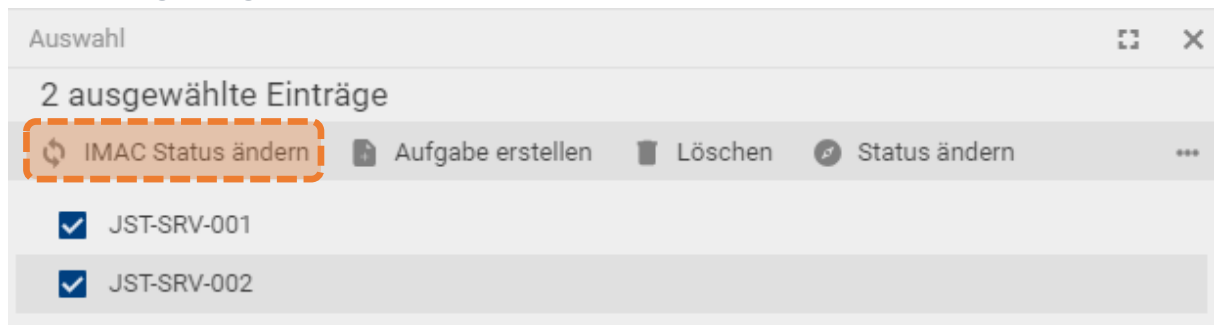 Auswahl
2 ausgewählte Einträge
IMAC Status ändern Aufgabe erstellen Löschen Status ändern
JST-SRV-001
JST-SRV-002